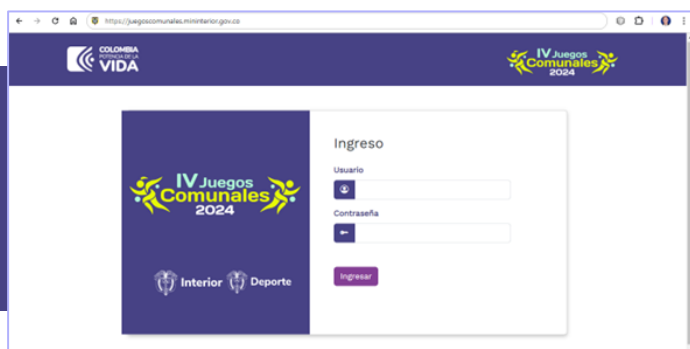 https://juegoscomunales.mininterior.gov.co
COLOMBIA
POTENCIA DE LA
VIDA
IV Juegos
Comunales
2024
IV Juegos
Comunales
2024
Interior
Deporte
Ingreso
Usuario
Contraseña
Ingresar